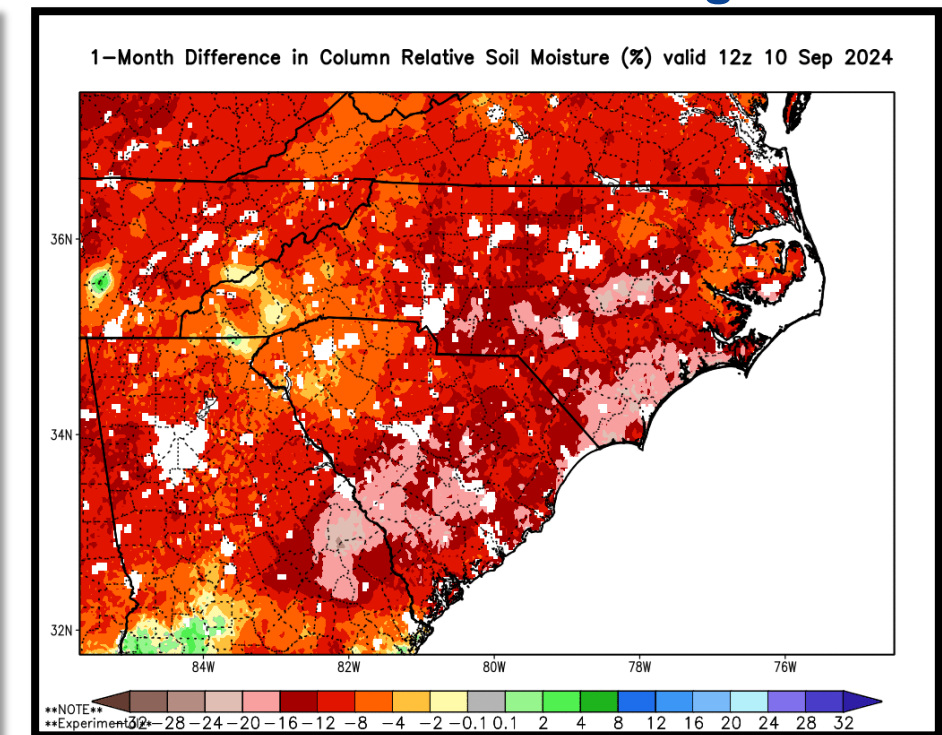 1-Month Difference in Column Relative Soil Moisture (%) valid 12z 10 Sep 2024
36N
34N
32N
84W 82W 80W 78W 76W
**NOTE**
**Experimental** -32 -28 -24 -20 -16 -12 -8 -4 -2 -0.1 0.1 2 4 8 12 16 20 24 28 32